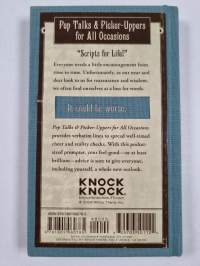 Pep Talks & Picker-Uppers
for All Occasions
"Scripts for Life!"
Everyone needs a little encouragement from
time to time. Unfortunately, as our near and
dear look to us for reassurance and wisdom,
we often find ourselves at a loss for words.
It could be worse.
Pep Talks & Picker-Uppers for All Occasions
provides verbatim lines to spread well-timed
cheer and reality checks. With this pocket-
sized prompter, your feel-good—or at least
brilliant—advice is sure to give everyone,
including yourself, a whole new outlook.
KNOCK
KNOCK